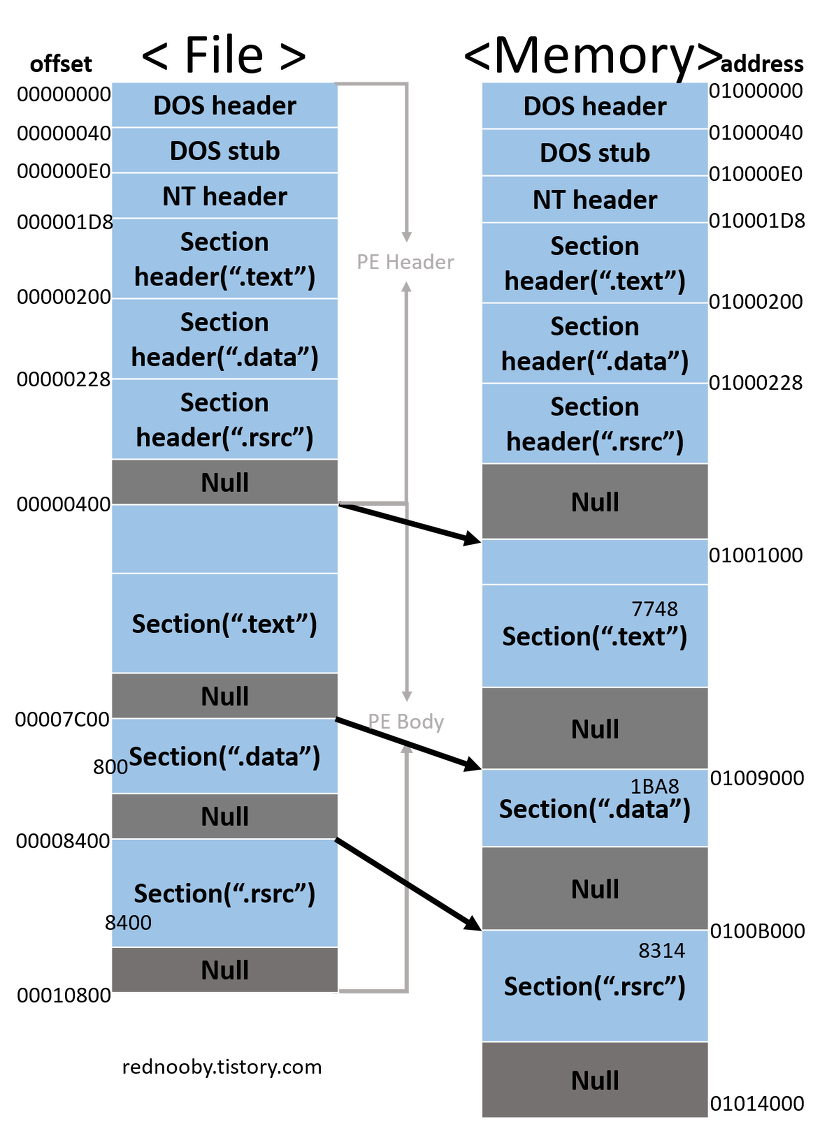 < File >
<Memory>
offset
address
00000000
DOS header
00000040
DOS stub
000000E0
NT header
000001D8
Section
header(“.text”)
00000200
Section
header(“.data”)
00000228
Section
header(“.rsrc”)
Null
00000400
Section(“.text”)
Null
00007C00
800
Section(“.data”)
Null
00008400
Section(“.rsrc”)
8400
Null
00010800
PE Header
PE Body
01000000
DOS header
01000040
DOS stub
010000E0
NT header
010001D8
Section
header(“.text”)
01000200
Section
header(“.data”)
01000228
Section
header(“.rsrc”)
Null
01001000
7748
Section(“.text”)
Null
01009000
1BA8
Section(“.data”)
Null
0100B000
8314
Section(“.rsrc”)
Null
01014000
rednooby.tistory.com